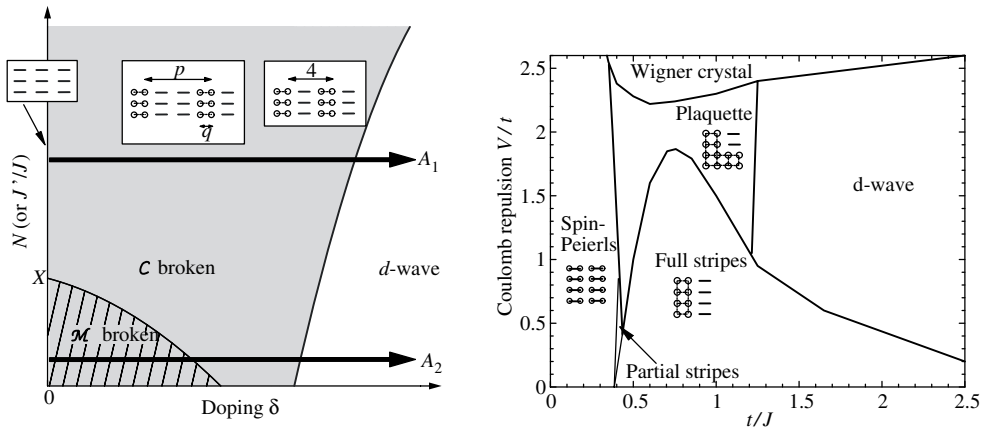 p
4
q
A1
N (or J'/J)
C broken
d-wave
X
M broken
A2
0
Doping δ
2.5
2
1.5
1
0.5
0
Coulomb repulsion V/t
Wigner crystal
Plaquette
d-wave
Spin-
Peierls
Full stripes
Partial stripes
0
0.5
1
1.5
2
2.5
t/J